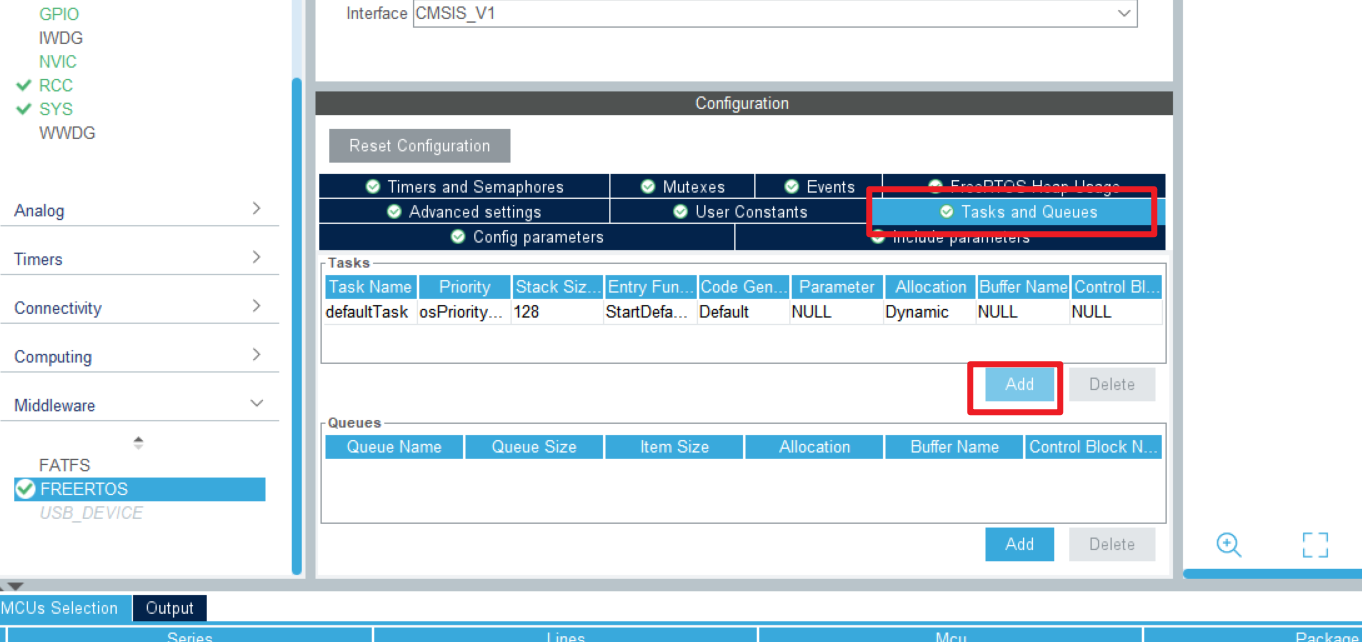 GPIO
IWDG
NVIC
RCC
SYS
WWDG
Analog
Timers
Connectivity
Computing
Middleware
FATFS
FREERTOS
USB_DEVICE
Interface CMSIS_V1
Configuration
Reset Configuration
Timers and Semaphores Mutexes Events FreeRTOS Heap Usage
Advanced settings User Constants Tasks and Queues
Config parameters Include parameters
Tasks
Task Name Priority Stack Siz... Entry Fun... Code Gen... Parameter Allocation Buffer Name Control Bl...
defaultTask osPriority... 128 StartDefa... Default NULL Dynamic NULL NULL
Add Delete
Queues
Queue Name Queue Size Item Size Allocation Buffer Name Control Block N...
Add Delete
MCUs Selection Output
Series Lines Mcu Package